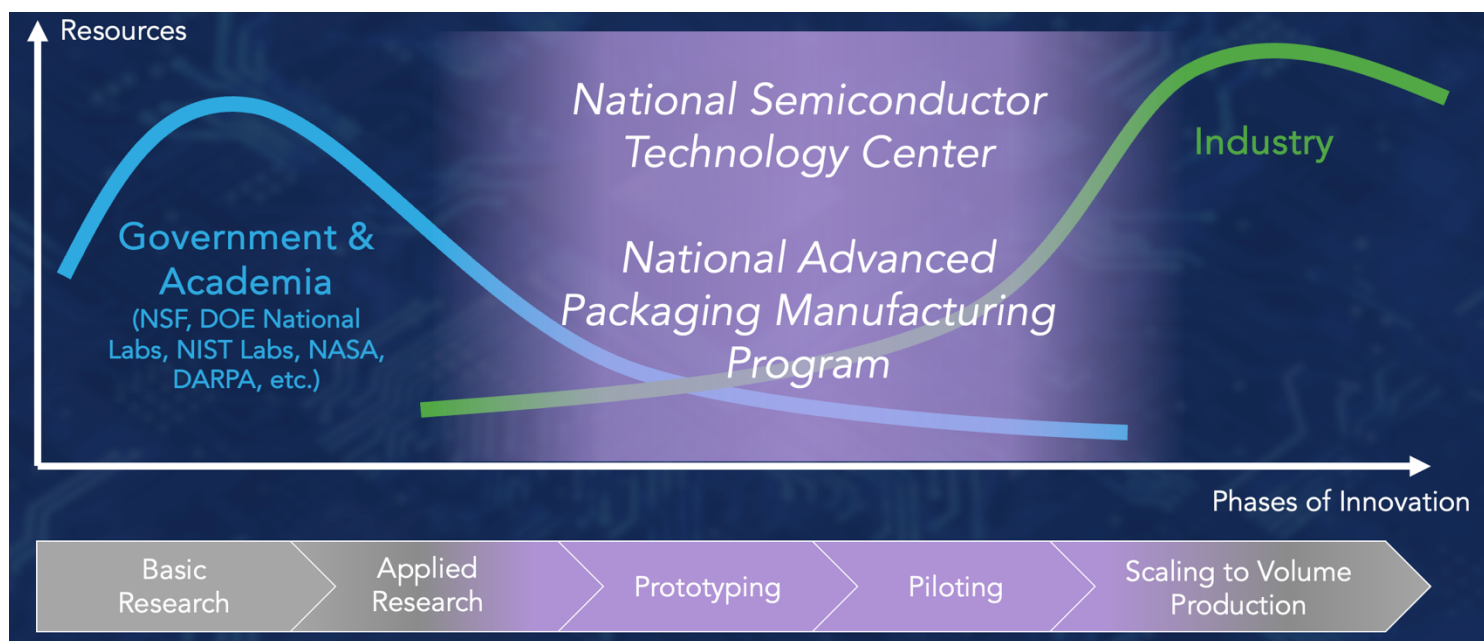 Resources
National Semiconductor
Technology Center
Industry
Government &
Academia
(NSF, DOE National
Labs, NIST Labs, NASA,
DARPA, etc.)
National Advanced
Packaging Manufacturing
Program
Phases of Innovation
Basic
Research
Applied
Research
Prototyping
Piloting
Scaling to Volume
Production